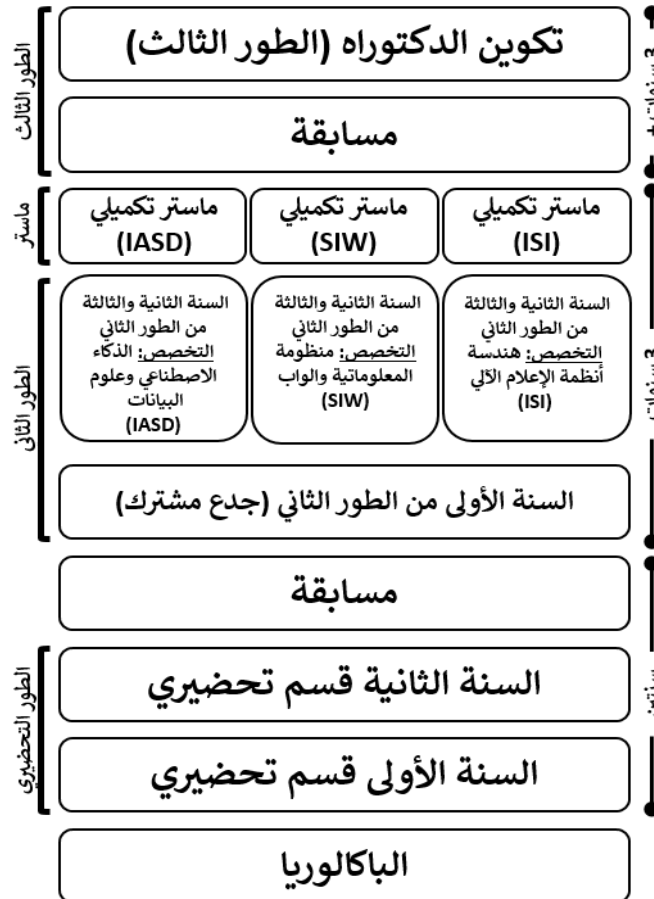 تكوين الدكتوراه (الطور الثالث)
مسابقة
الطور الثالث
ماستر تكميلي
(ISI)
ماستر تكميلي
(SIW)
ماستر تكميلي
(IASD)
ماستر
السنة الثانية والثالثة
من الطور الثاني
التخصص: هندسة
أنظمة الإعلام الآلي
(ISI)
السنة الثانية والثالثة
من الطور الثاني
التخصص: منظومة
المعلوماتية والواب
(SIW)
السنة الثانية والثالثة
من الطور الثاني
التخصص: الذكاء
الاصطناعي وعلوم
البيانات
(IASD)
السنة الأولى من الطور الثاني (جدع مشترك)
الطور الثاني
مسابقة
السنة الثانية قسم تحضيري
السنة الأولى قسم تحضيري
الطور التحضيري
سنتين
الباكالوريا